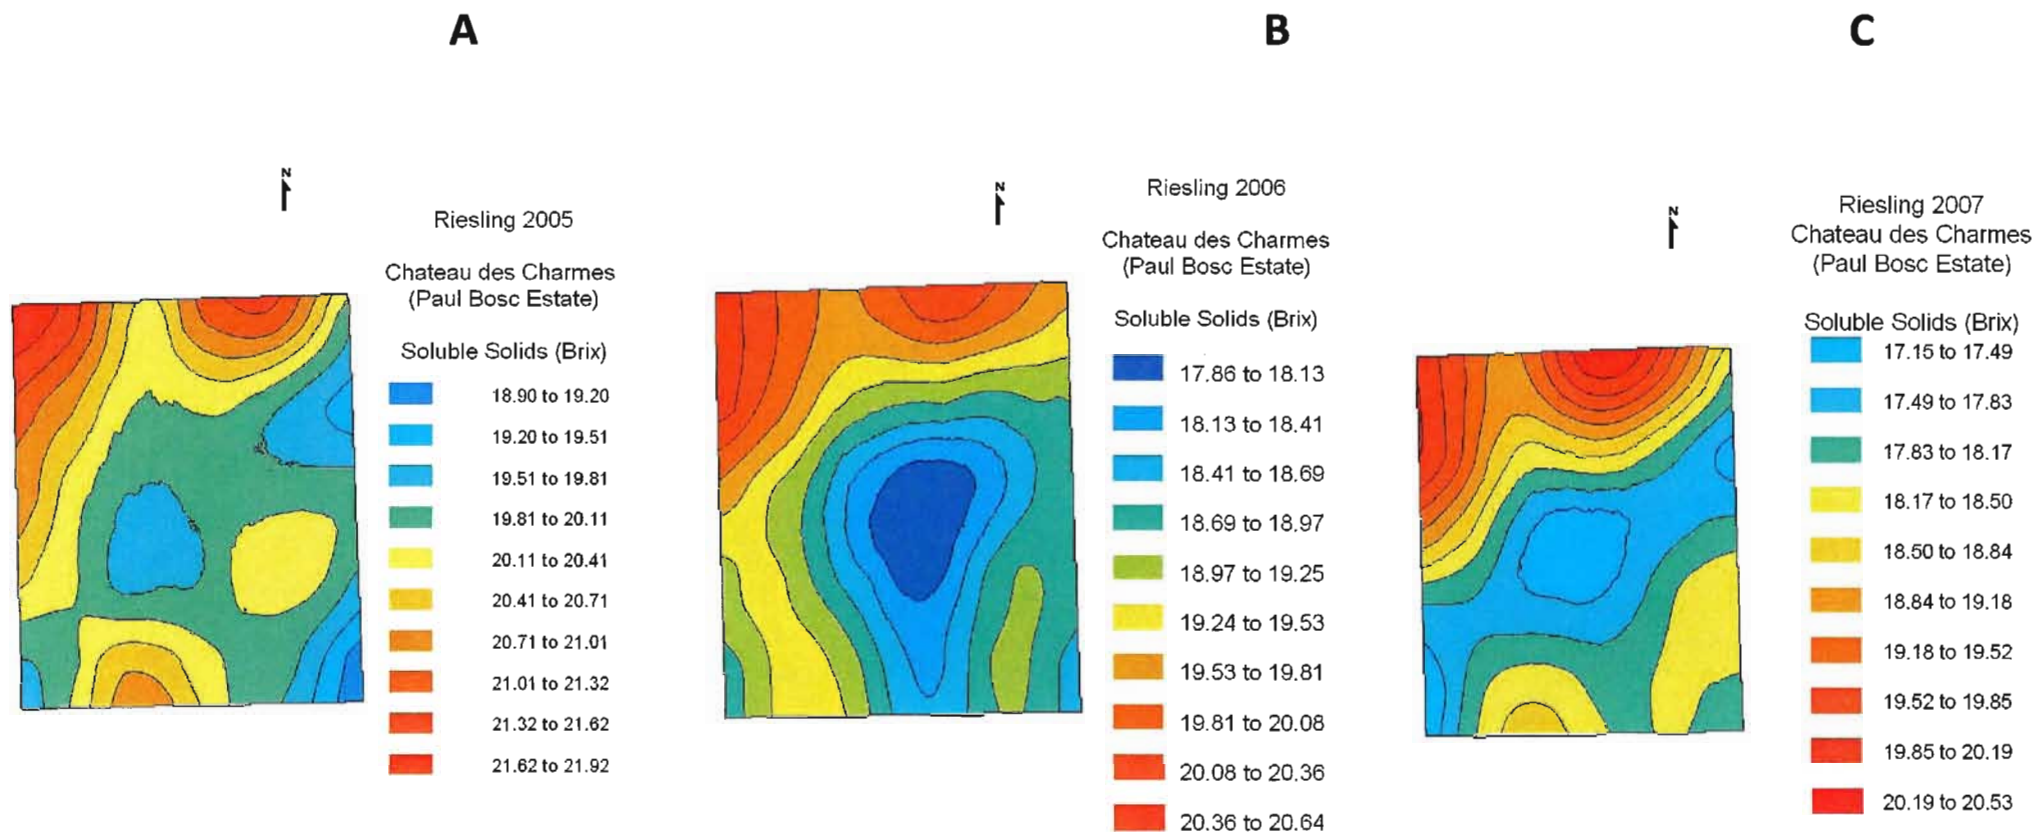 A
B
C
N
Riesling 2005
Chateau des Charmes
(Paul Bosc Estate)
Soluble Solids (Brix)
18.90 to 19.20
19.20 to 19.51
19.51 to 19.81
19.81 to 20.11
20.11 to 20.41
20.41 to 20.71
20.71 to 21.01
21.01 to 21.32
21.32 to 21.62
21.62 to 21.92
N
Riesling 2006
Chateau des Charmes
(Paul Bosc Estate)
Soluble Solids (Brix)
17.86 to 18.13
18.13 to 18.41
18.41 to 18.69
18.69 to 18.97
18.97 to 19.25
19.24 to 19.53
19.53 to 19.81
19.81 to 20.08
20.08 to 20.36
20.36 to 20.64
N
Riesling 2007
Chateau des Charmes
(Paul Bosc Estate)
Soluble Solids (Brix)
17.15 to 17.49
17.49 to 17.83
17.83 to 18.17
18.17 to 18.50
18.50 to 18.84
18.84 to 19.18
19.18 to 19.52
19.52 to 19.85
19.85 to 20.19
20.19 to 20.53